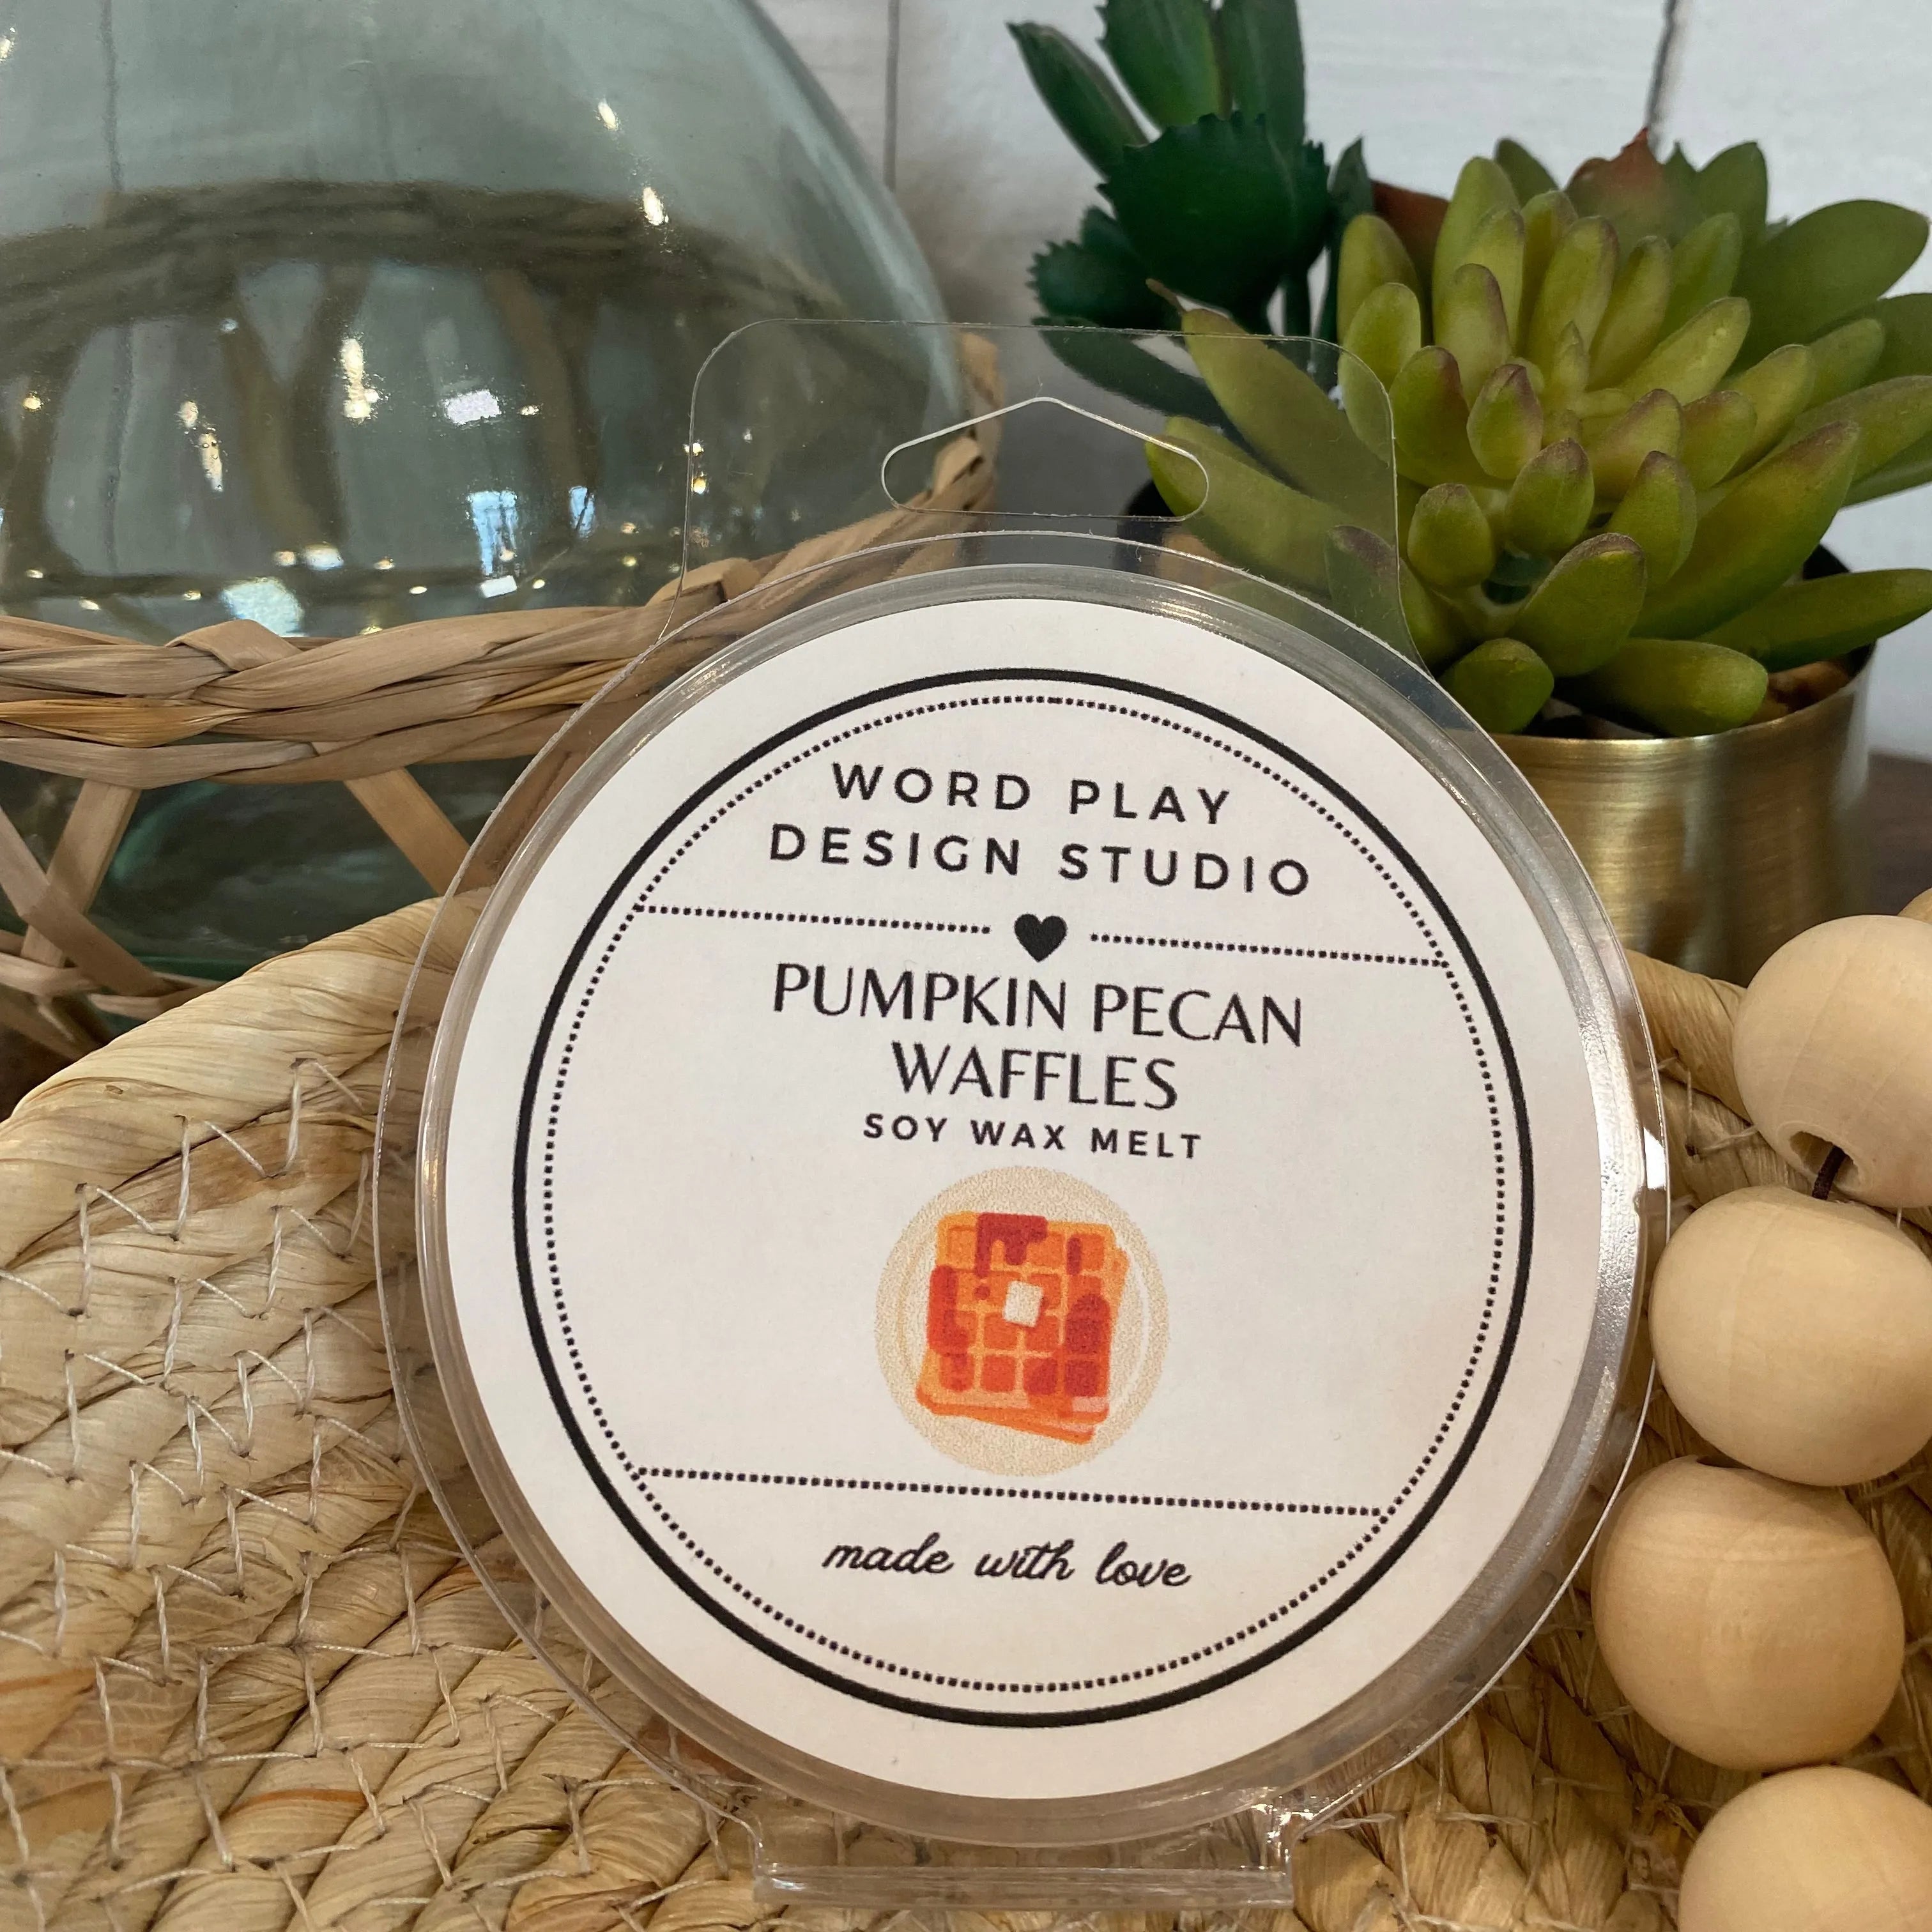 WORD PLAY
DESIGN STUDIO
PUMPKIN PECAN
WAFFLES
SOY WAX MELT
made with love